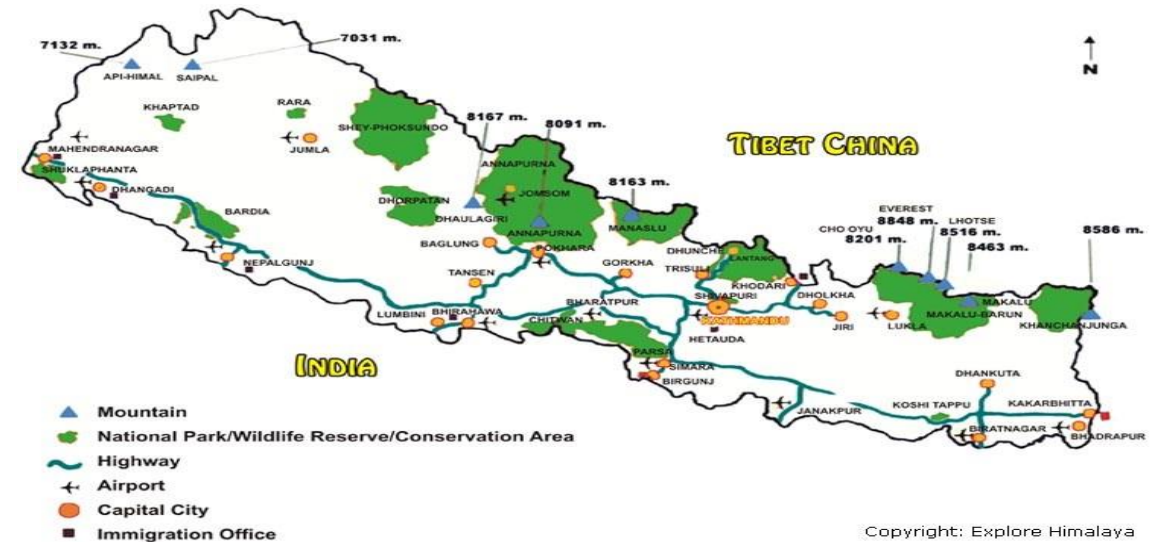 7132 m.
7031 m.
API-HIMAL
SAIPAL
N
KHAPTAD
RARA
SHEY-PHOKSUNDO
8167 m.
8091 m.
TIBET CHINA
MAHENDRANAGAR
JUMLA
SHUKLAPHANTA
ANNAPURNA
DHANGADI
JOMSOM
8163 m.
DHORPATAN
BARDIA
DHAULAGIRI
ANNAPURNA
MANASLU
EVEREST
8848 m.
LHOTSE
CHO OYU
8516 m.
8586 m.
8201 m.
8463 m.
BAGLUNG
POKHARA
DHUNCHE
LANTANG
NEPALGUNJ
TANSEN
GORKHA
TRISULI
KHODARI
SHIVAPURI
DHOLKHA
MAKALU
LUMBINI
BHIRAHAWA
BHARATPUR
KATHMANDU
JIRI
LUKLA
MAKALU-BARUN
KHANCHANJUNGA
CHITWAN
HETAUDA
INDIA
PARSA
SIMARA
BIRGUNJ
DHANKUTA
JANAKPUR
KOSHI TAPPU
KAKARBHITTA
BIRATNAGAR
BHADRAPUR
Mountain
National Park/Wildlife Reserve/Conservation Area
Highway
Airport
Capital City
Immigration Office
Copyright: Explore Himalaya